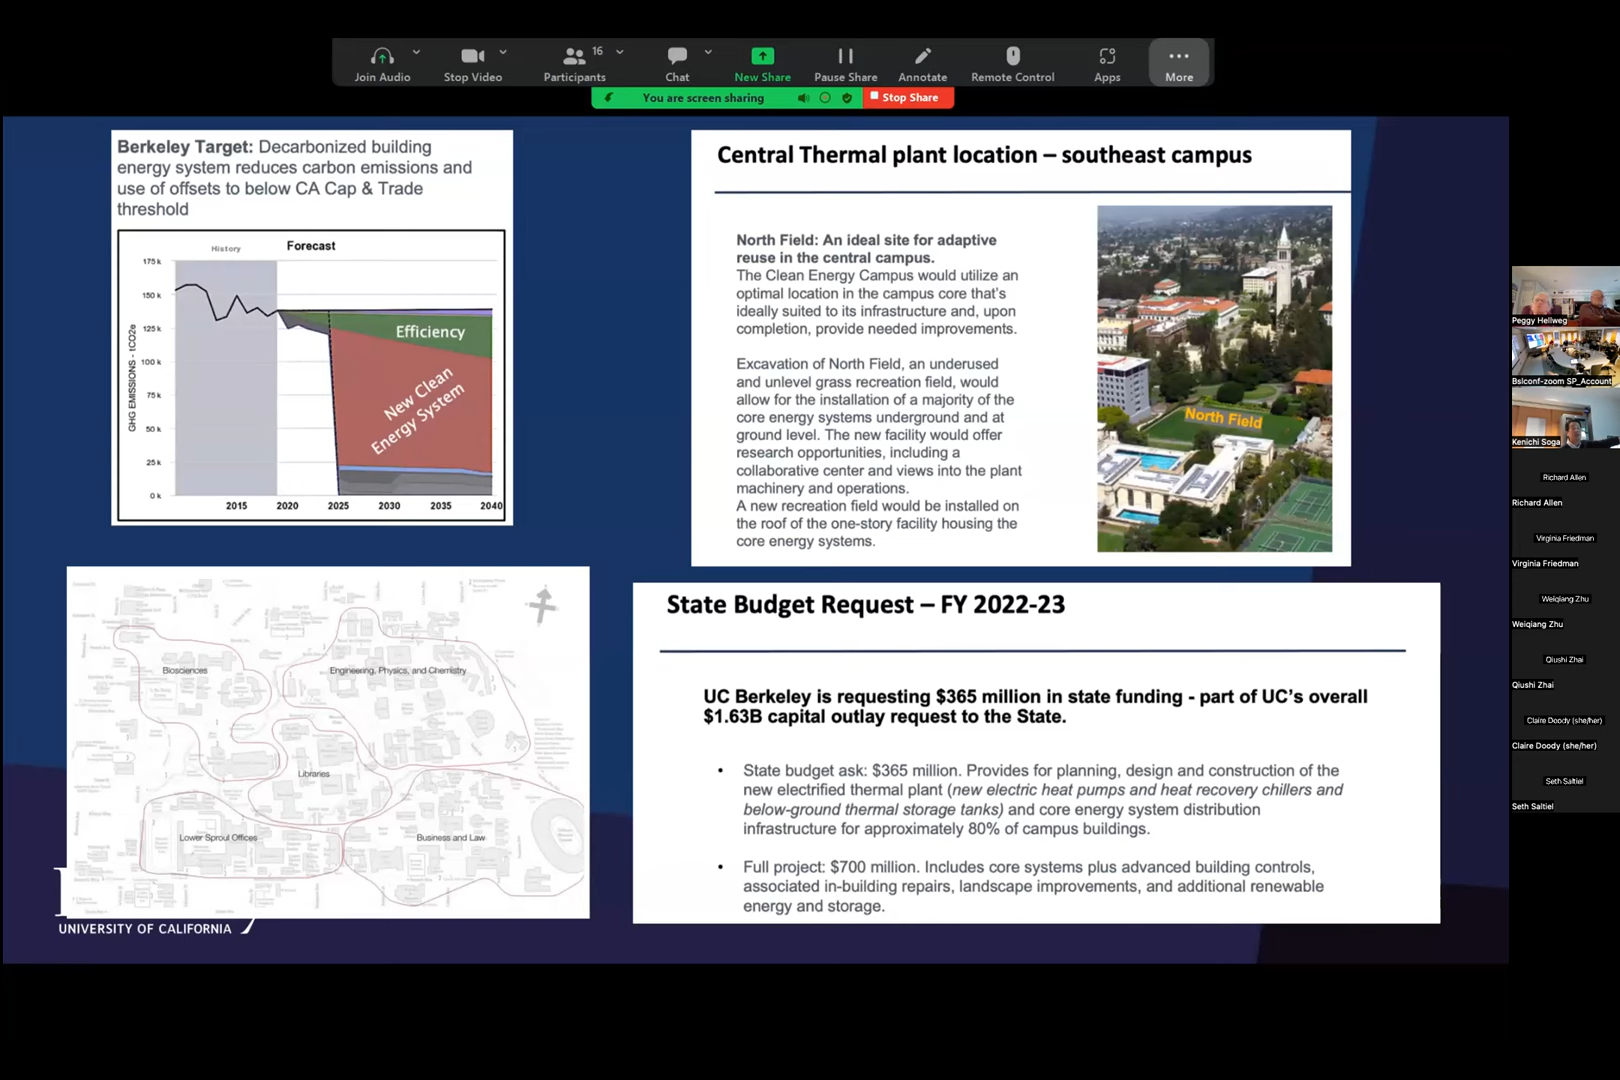 16
Join Audio
Stop Video
Participants
Chat
New Share
Pause Share
Annotate
Remote Control
Apps
More
You are screen sharing
Stop Share
Berkeley Target: Decarbonized building
energy system reduces carbon emissions and
use of offsets to below CA Cap & Trade
threshold
History
Forecast
175 k
150 k
125 k
100 k
75 k
50 k
25 k
0 k
GHG EMISSIONS - tCO2e
Efficiency
New Clean
Energy System
2015
2020
2025
2030
2035
2040
Central Thermal plant location – southeast campus
North Field: An ideal site for adaptive
reuse in the central campus.
The Clean Energy Campus would utilize an
optimal location in the campus core that's
ideally suited to its infrastructure and, upon
completion, provide needed improvements.
Excavation of North Field, an underused
and unlevel grass recreation field, would
allow for the installation of a majority of the
core energy systems underground and at
ground level. The new facility would offer
research opportunities, including a
collaborative center and views into the plant
machinery and operations.
A new recreation field would be installed on
the roof of the one-story facility housing the
core energy systems.
North Field
Biosciences
Engineering, Physics, and Chemistry
Libraries
Lower Sproul Offices
Business and Law
UNIVERSITY OF CALIFORNIA
State Budget Request – FY 2022-23
UC Berkeley is requesting $365 million in state funding - part of UC's overall
$1.63B capital outlay request to the State.
• State budget ask: $365 million. Provides for planning, design and construction of the
new electrified thermal plant (new electric heat pumps and heat recovery chillers and
below-ground thermal storage tanks) and core energy system distribution
infrastructure for approximately 80% of campus buildings.
• Full project: $700 million. Includes core systems plus advanced building controls,
associated in-building repairs, landscape improvements, and additional renewable
energy and storage.
Peggy Hellweg
Bslconf-zoom SP_Account
Kenichi Soga
Richard Allen
Richard Allen
Virginia Friedman
Virginia Friedman
Weiqiang Zhu
Weiqiang Zhu
Qiushi Zhai
Qiushi Zhai
Claire Doody (she/her)
Claire Doody (she/her)
Seth Saltiel
Seth Saltiel